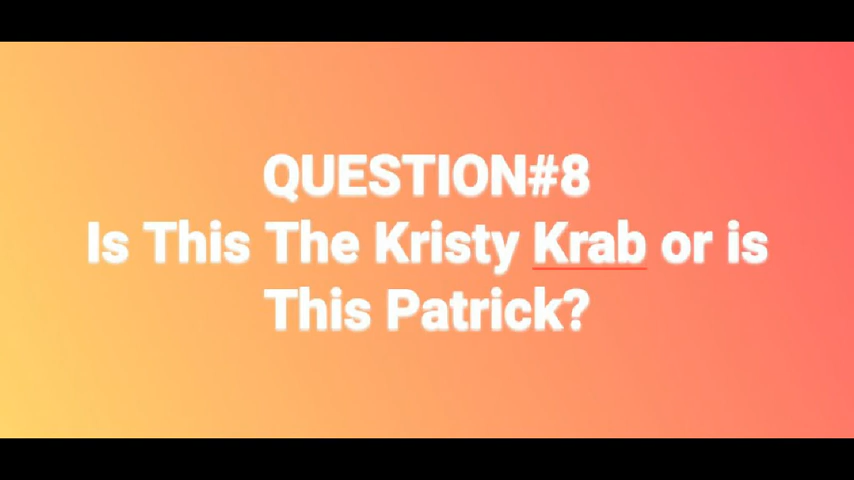 QUESTION#8
Is This The Kristy Krab or is
This Patrick?